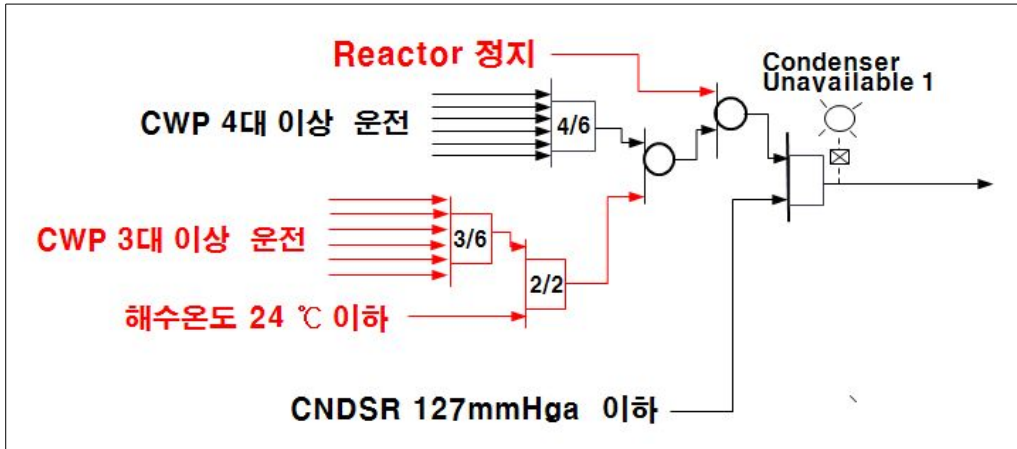 Reactor 정지
Condenser
Unavailable 1
CWP 4대 이상 운전
4/6
CWP 3대 이상 운전
3/6
2/2
해수온도 24 ℃ 이하
CNDSR 127mmHga 이하